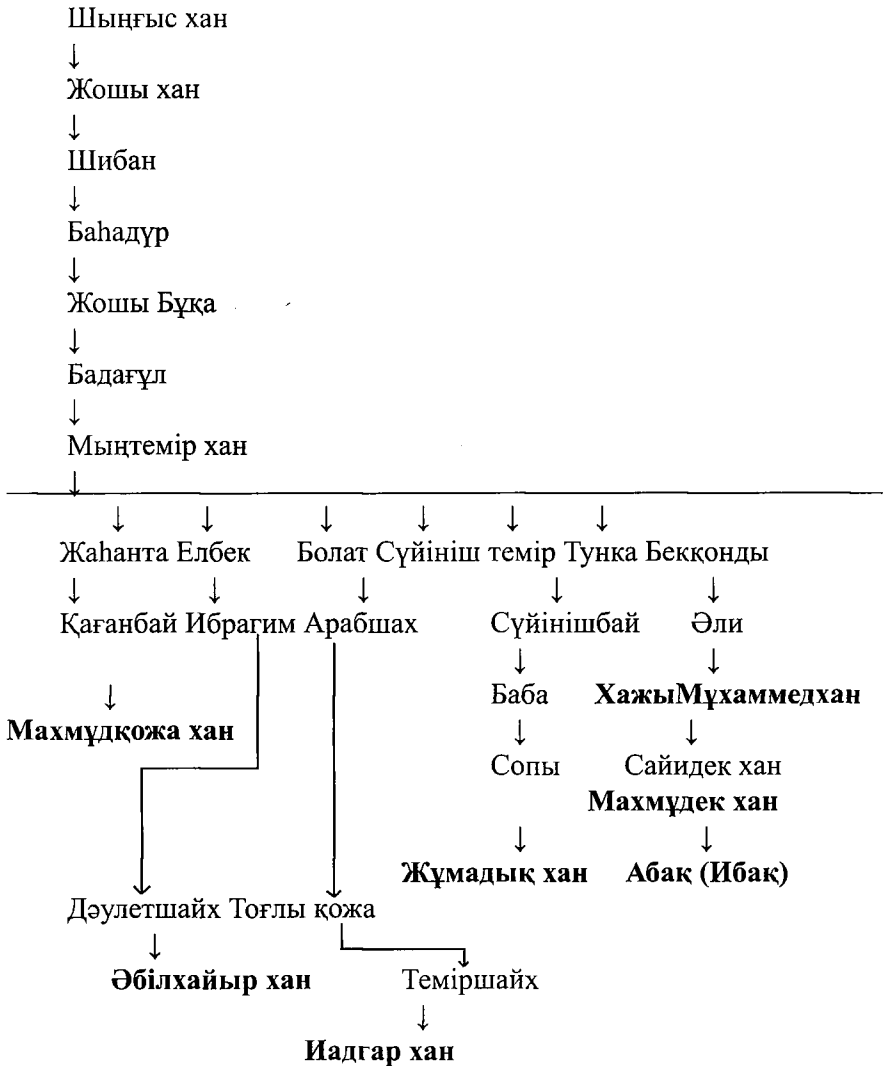 Шыңғыс хан
Жошы хан
Шибан
Баһадүр
Жошы Бұқа
Бадағұл
Мыңтемір хан
Жаһанта Елбек Болат Сүйініш темір Тунка Бекқонды
Қағанбай Ибрагим Арабшах Сүйінішбай Әли
Баба ХажыМұхаммедхан
Махмұдқожа хан
Сопы Сайидек хан
Махмұдек хан
Жұмадық хан Абақ (Ибақ)
Дәулетшайх Тоғлы қожа
Әбілхайыр хан Теміршайх
Иадгар хан